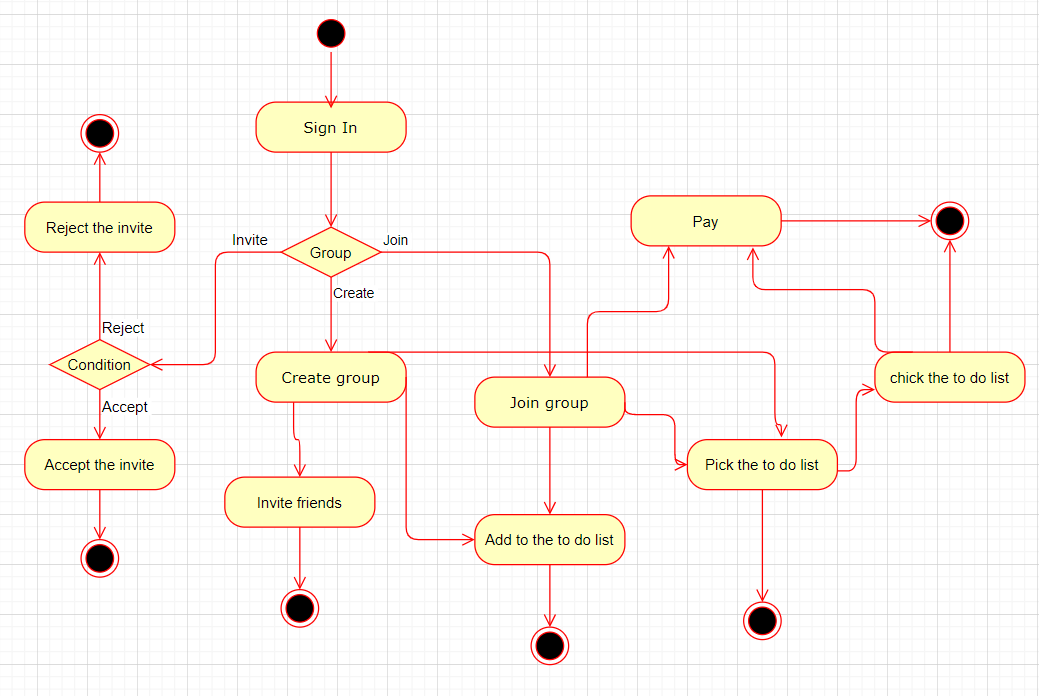 Sign In
Reject the invite
Pay
Invite
Join
Group
Create
Reject
Condition
Create group
chick the to do list
Accept
Join group
Accept the invite
Pick the to do list
Invite friends
Add to the to do list